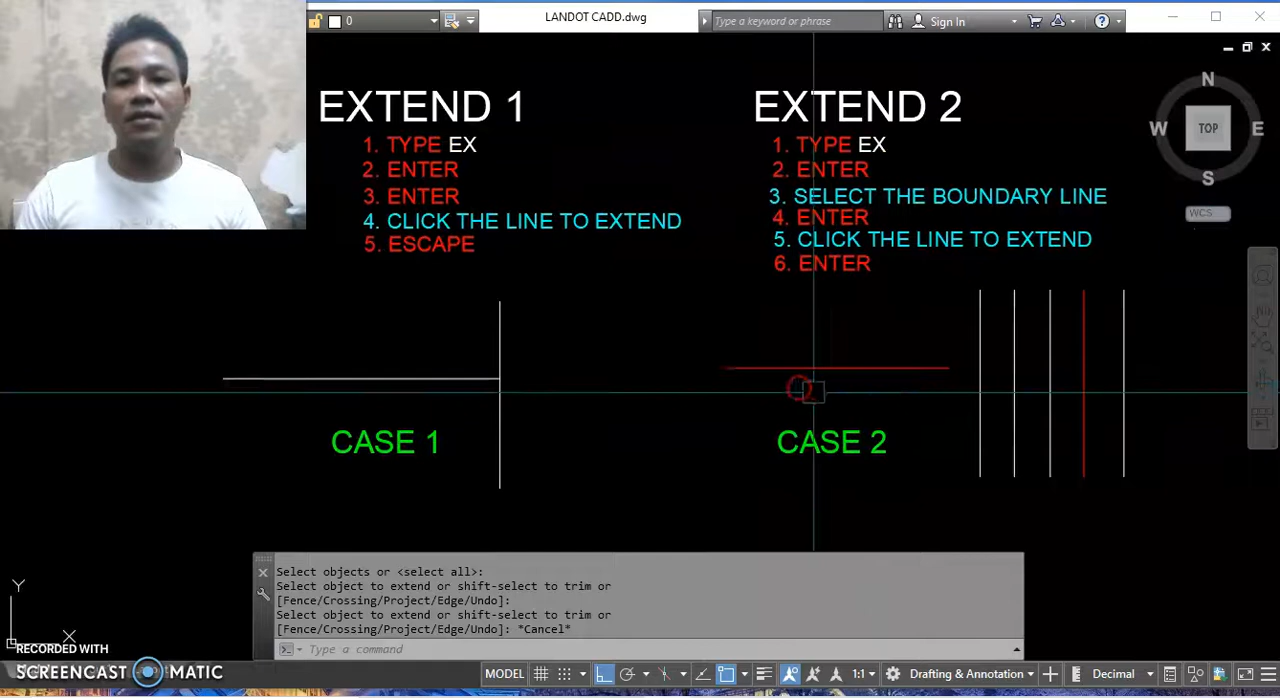 0
LANDOT CADD.dwg
Type a keyword or phrase
Sign In
EXTEND 1
1. TYPE EX
2. ENTER
3. ENTER
4. CLICK THE LINE TO EXTEND
5. ESCAPE
EXTEND 2
1. TYPE EX
2. ENTER
3. SELECT THE BOUNDARY LINE
4. ENTER
5. CLICK THE LINE TO EXTEND
6. ENTER
N
W
TOP
E
S
WCS
CASE 1
CASE 2
Select objects or <select all>:
Select object to extend or shift-select to trim or
[Fence/Crossing/Project/Edge/Undo]:
Select object to extend or shift-select to trim or
[Fence/Crossing/Project/Edge/Undo]: *Cancel*
Type a command
Y
X
RECORDED WITH
SCREENCAST MATIC
MODEL
1:1
Drafting & Annotation
Decimal